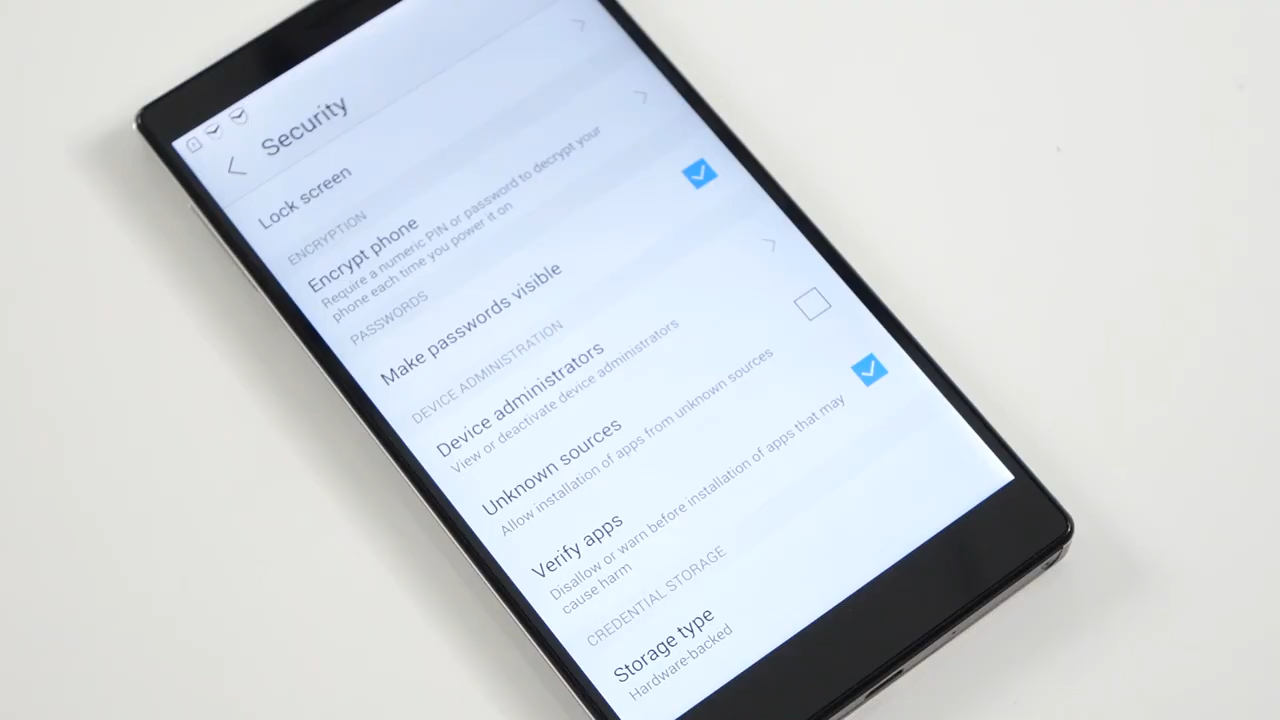 Security
Lock screen
ENCRYPTION
Encrypt phone
Require a numeric PIN or password to decrypt your
phone each time you power it on
PASSWORDS
Make passwords visible
DEVICE ADMINISTRATION
Device administrators
View or deactivate device administrators
Unknown sources
Allow installation of apps from unknown sources
Verify apps
Disallow or warn before installation of apps that may
cause harm
CREDENTIAL STORAGE
Storage type
Hardware-backed